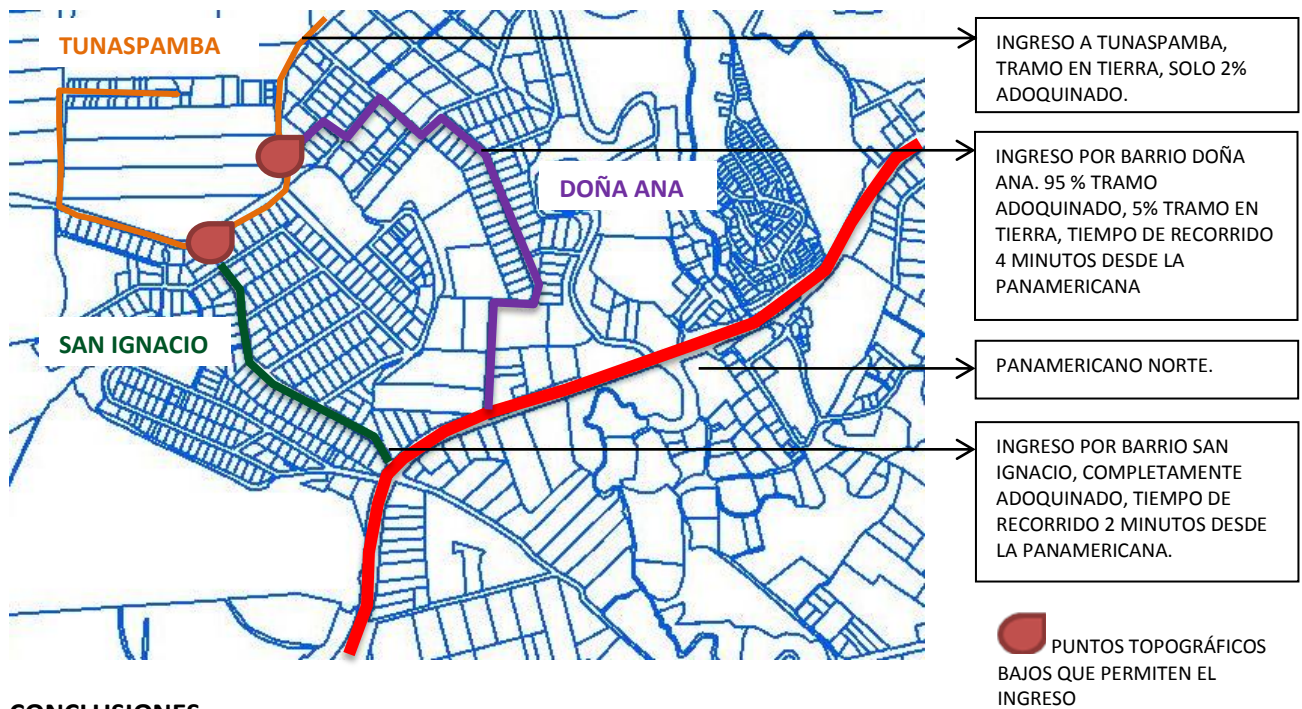 TUNASPAMBA
INGRESO A TUNASPAMBA,
TRAMO EN TIERRA, SOLO 2%
ADOQUINADO.
DOÑA ANA
INGRESO POR BARRIO DOÑA
ANA. 95 % TRAMO
ADOQUINADO, 5% TRAMO EN
TIERRA, TIEMPO DE RECORRIDO
4 MINUTOS DESDE LA
PANAMERICANA
SAN IGNACIO
PANAMERICANO NORTE.
INGRESO POR BARRIO SAN
IGNACIO, COMPLETAMENTE
ADOQUINADO, TIEMPO DE
RECORRIDO 2 MINUTOS DESDE
LA PANAMERICANA.
PUNTOS TOPOGRÁFICOS
BAJOS QUE PERMITEN EL
INGRESO
CONCLUSIONES